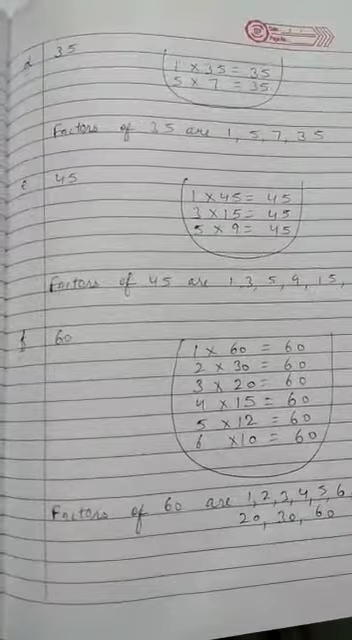 Date
Page No.
d 35
1 × 35 = 35
5 × 7 = 35
Factors of 35 are 1, 5, 7, 35
e 45
1 × 45 = 45
3 × 15 = 45
5 × 9 = 45
Factors of 45 are 1, 3, 5, 9, 15,
f 60
1 × 60 = 60
2 × 30 = 60
3 × 20 = 60
4 × 15 = 60
5 × 12 = 60
6 × 10 = 60
Factors of 60 are 1, 2, 3, 4, 5, 6
20, 30, 60